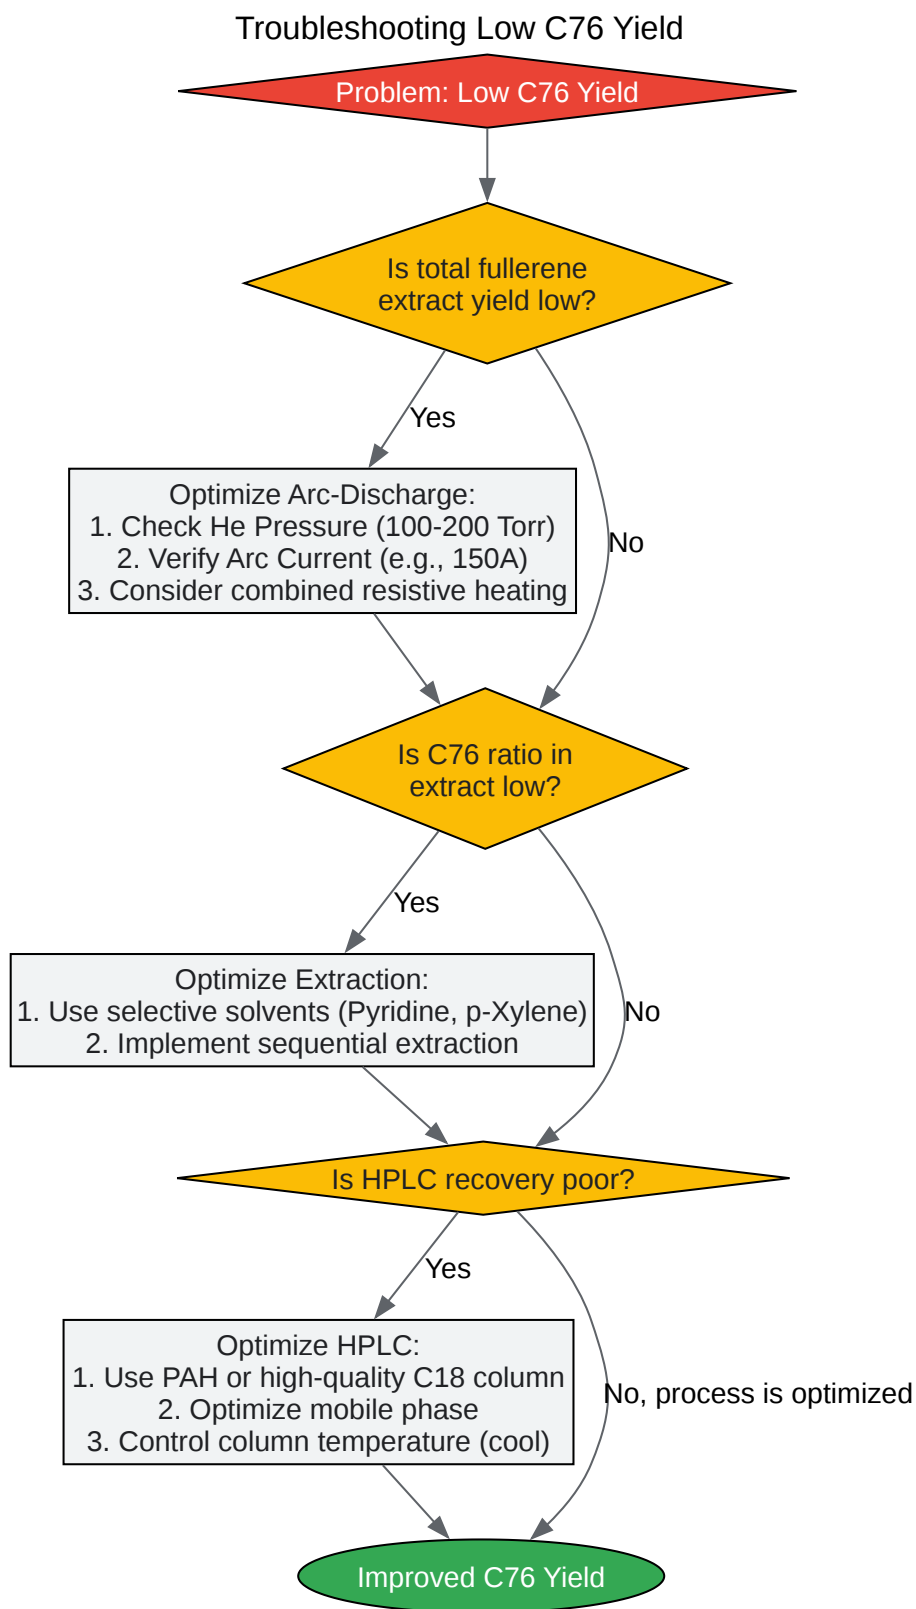 Troubleshooting Low C76 Yield
Problem: Low C76 Yield
Is total fullerene
extract yield low?
Yes
Optimize Arc-Discharge:
1. Check He Pressure (100-200 Torr)
2. Verify Arc Current (e.g., 150A)
3. Consider combined resistive heating
No
Is C76 ratio in
extract low?
Yes
Optimize Extraction:
1. Use selective solvents (Pyridine, p-Xylene)
2. Implement sequential extraction
No
Is HPLC recovery poor?
Yes
Optimize HPLC:
1. Use PAH or high-quality C18 column
2. Optimize mobile phase
3. Control column temperature (cool)
No, process is optimized
Improved C76 Yield